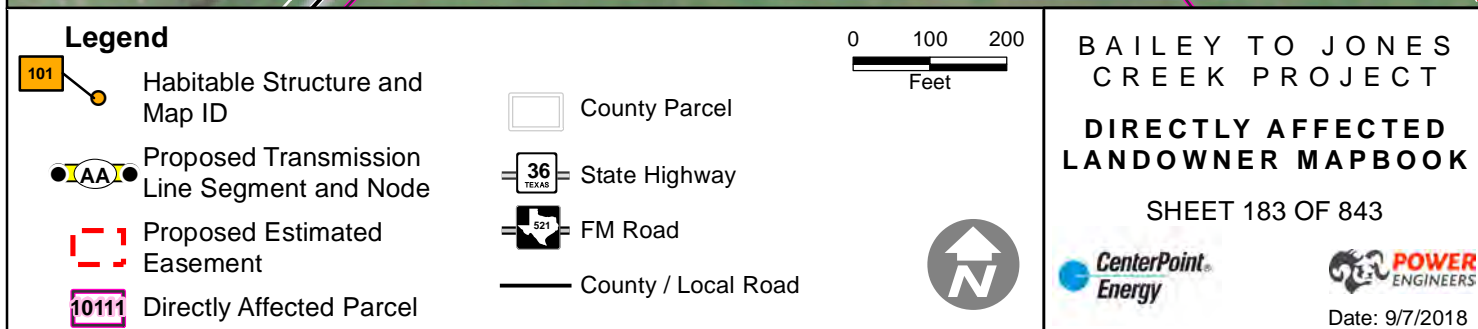 Legend
101
Habitable Structure and
Map ID
AA
Proposed Transmission
Line Segment and Node
Proposed Estimated
Easement
10111
Directly Affected Parcel
County Parcel
36
TEXAS
State Highway
521
FM Road
County / Local Road
0 100 200
Feet
N
BAILEY TO JONES
CREEK PROJECT
DIRECTLY AFFECTED
LANDOWNER MAPBOOK
SHEET 183 OF 843
CenterPoint®
Energy
POWER
ENGINEERS
Date: 9/7/2018